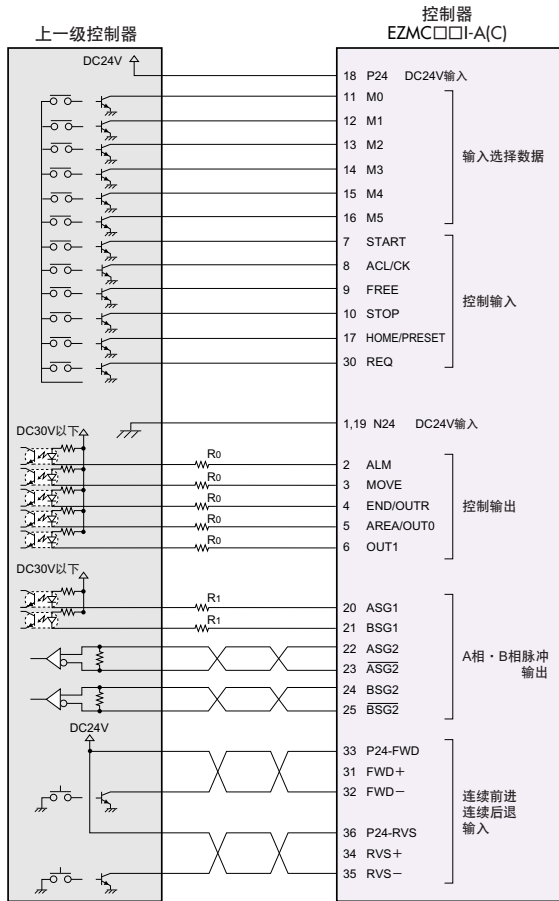 控制器
上一级控制器
EZMC□□I-A(C)
DC24V
18 P24 DC24V输入
11 M0
12 M1
13 M2
14 M3
15 M4
16 M5
输入选择数据
7 START
8 ACL/CK
9 FREE
10 STOP
17 HOME/PRESET
30 REQ
控制输入
1,19 N24 DC24V输入
DC30V以下
R0
2 ALM
R0
3 MOVE
R0
4 END/OUTR
R0
5 AREA/OUT0
R0
6 OUT1
控制输出
DC30V以下
R1
20 ASG1
R1
21 BSG1
22 ASG2
23 A̅S̅G̅2̅
24 BSG2
25 B̅S̅G̅2̅
A相・B相脉冲
输出
DC24V
33 P24-FWD
31 FWD＋
32 FWD－
36 P24-RVS
34 RVS＋
35 RVS－
连续前进
连续后退
输入